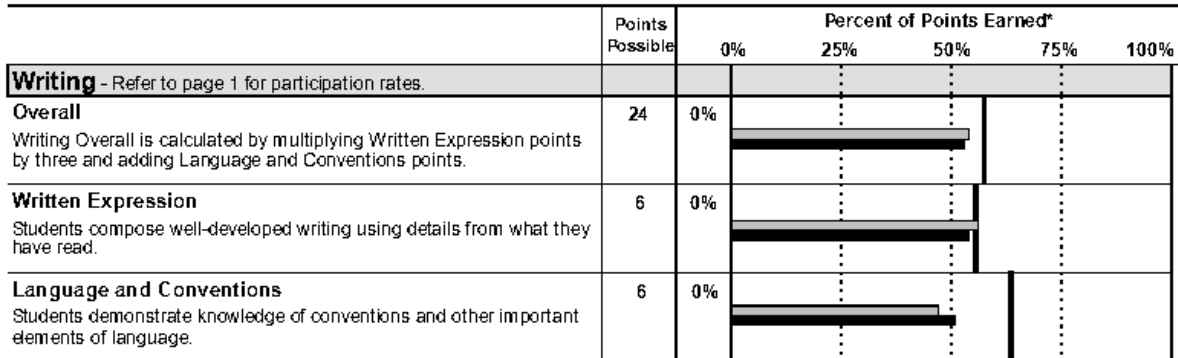 Points Possible
Percent of Points Earned*
0% 25% 50% 75% 100%
Writing - Refer to page 1 for participation rates.
Overall 24 0%
Writing Overall is calculated by multiplying Written Expression points
by three and adding Language and Conventions points.
Written Expression 6 0%
Students compose well-developed writing using details from what they
have read.
Language and Conventions 6 0%
Students demonstrate knowledge of conventions and other important
elements of language.